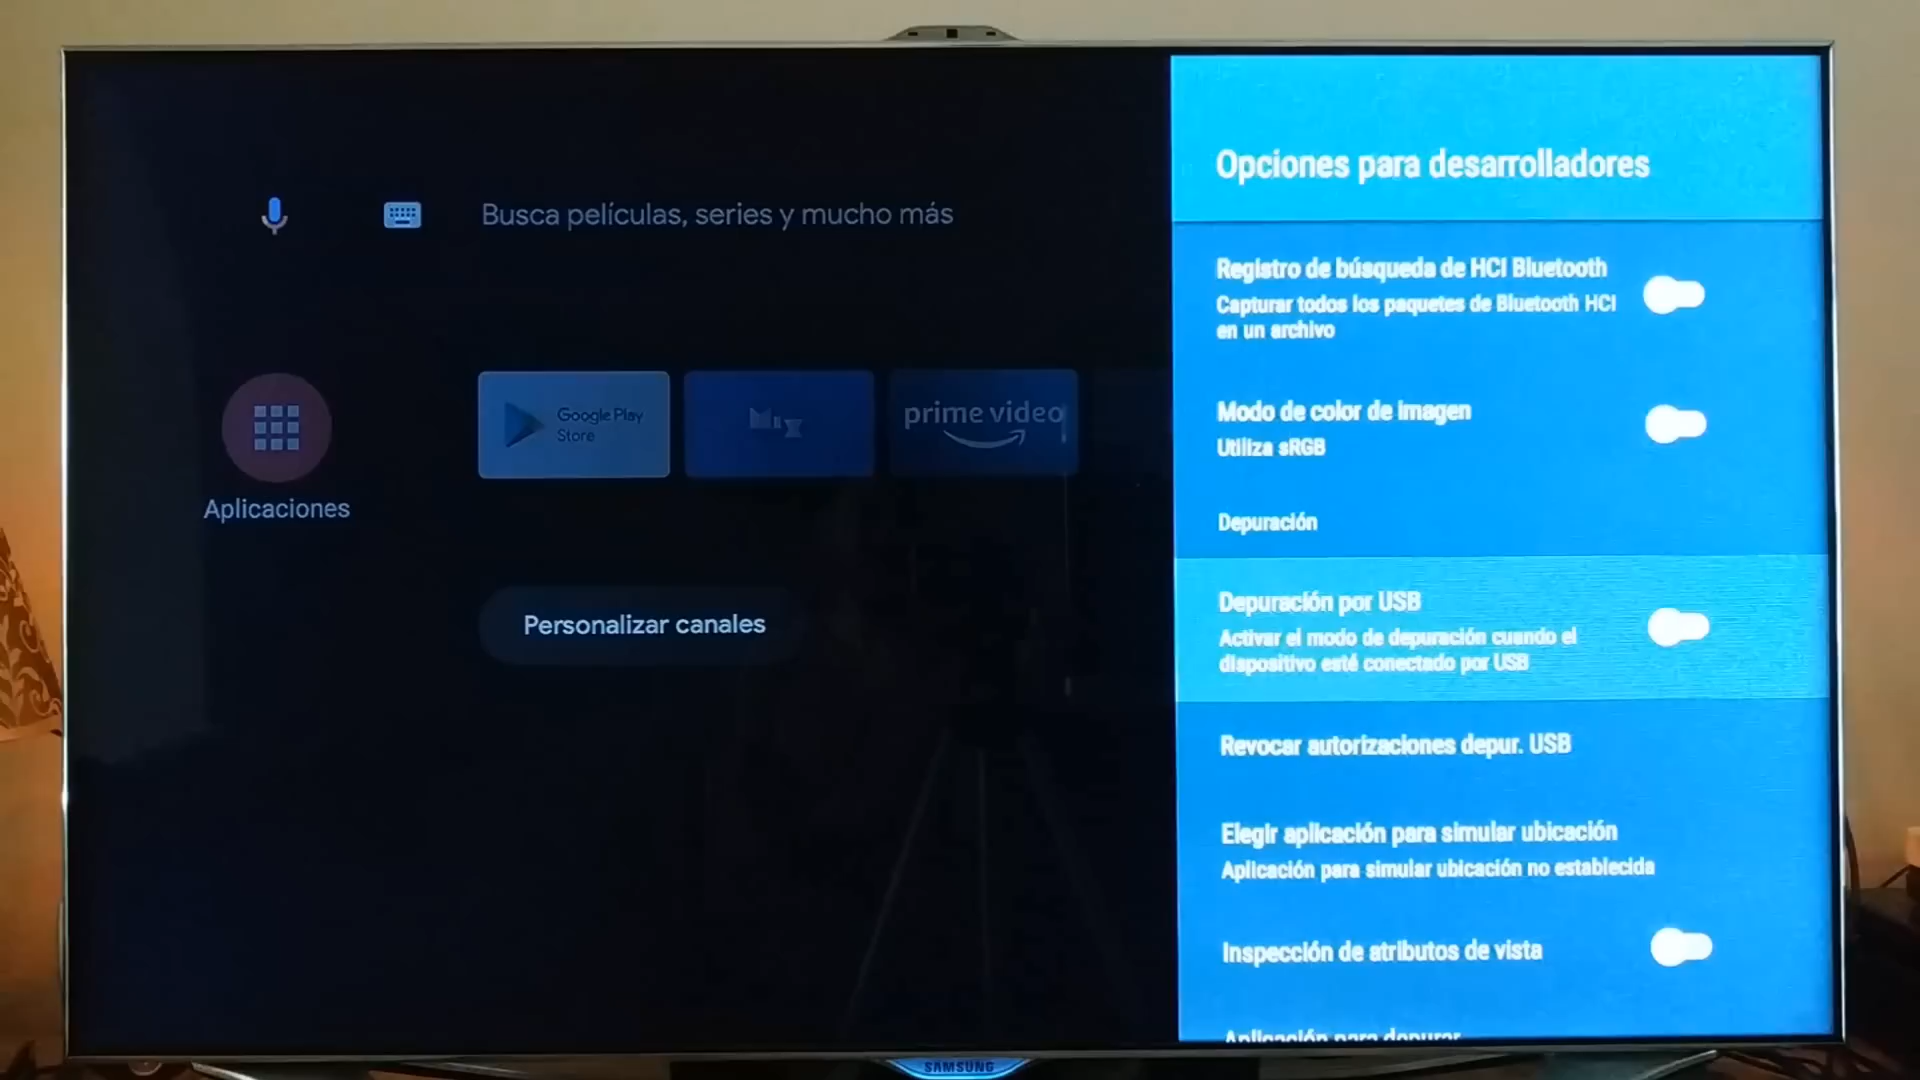 Busca películas, series y mucho más
Google Play
Store
prime video
Aplicaciones
Personalizar canales
Opciones para desarrolladores
Registro de búsqueda de HCI Bluetooth
Capturar todos los paquetes de Bluetooth HCI
en un archivo
Modo de color de imagen
Utiliza sRGB
Depuración
Depuración por USB
Activar el modo de depuración cuando el
dispositivo esté conectado por USB
Revocar autorizaciones depur. USB
Elegir aplicación para simular ubicación
Aplicación para simular ubicación no establecida
Inspección de atributos de vista
Aplicación para depurar
SAMSUNG